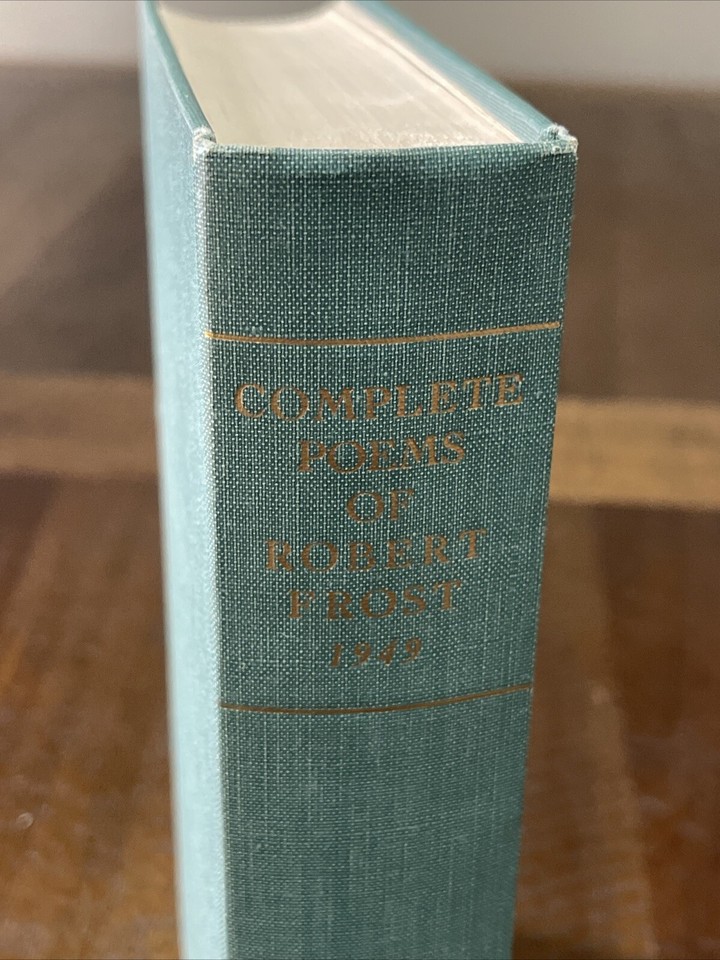 COMPLETE
POEMS
OF
ROBERT
FROST
1949